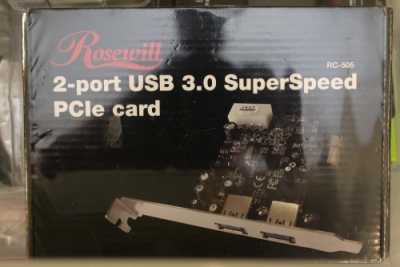 Rosewill
RC-505
2-port USB 3.0 SuperSpeed
PCIe card